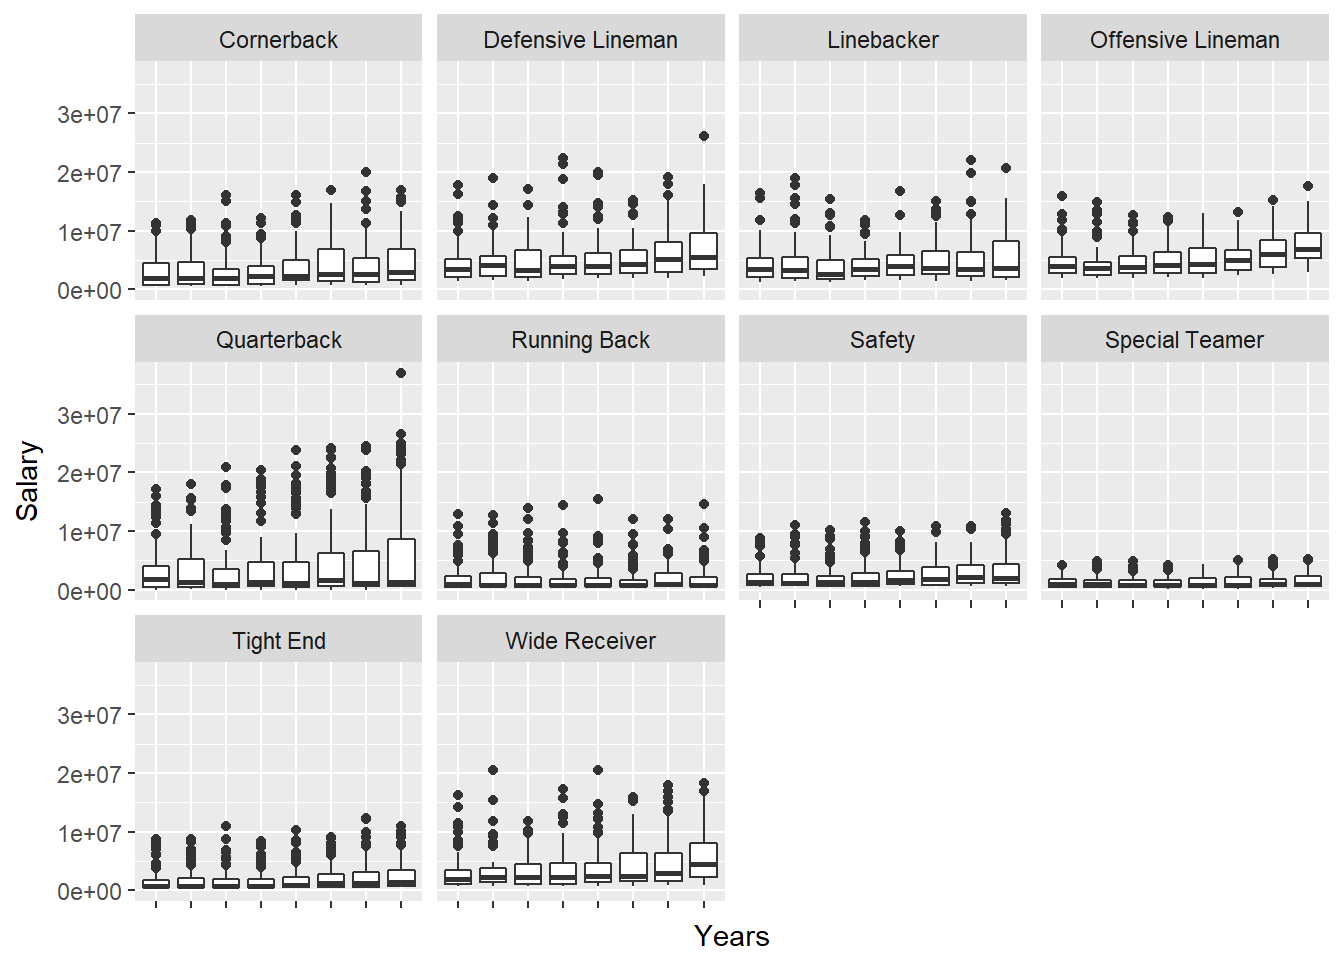 Cornerback
Defensive Lineman
Linebacker
Offensive Lineman
3e+07
2e+07
1e+07
0e+00
Quarterback
Running Back
Safety
Special Teamer
3e+07
2e+07
1e+07
0e+00
Salary
Tight End
Wide Receiver
3e+07
2e+07
1e+07
0e+00
Years